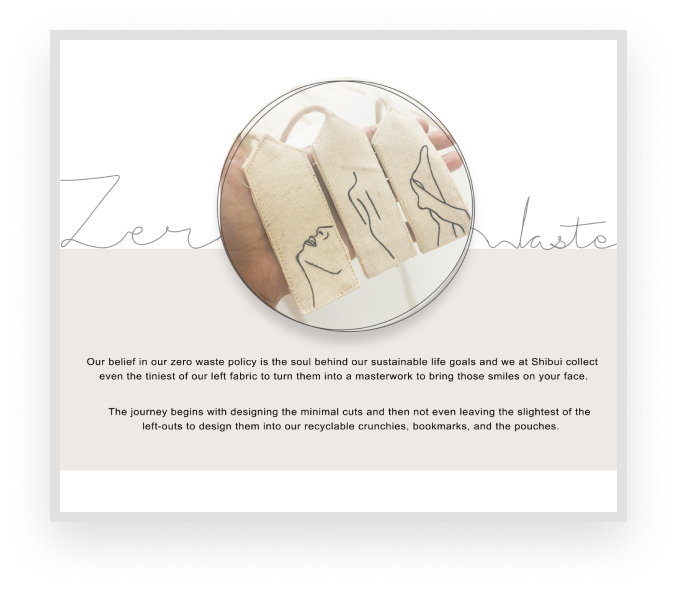 Zero Waste
Our belief in our zero waste policy is the soul behind our sustainable life goals and we at Shibui collect
even the tiniest of our left fabric to turn them into a masterwork to bring those smiles on your face.
The journey begins with designing the minimal cuts and then not even leaving the slightest of the
left-outs to design them into our recyclable crunchies, bookmarks, and the pouches.